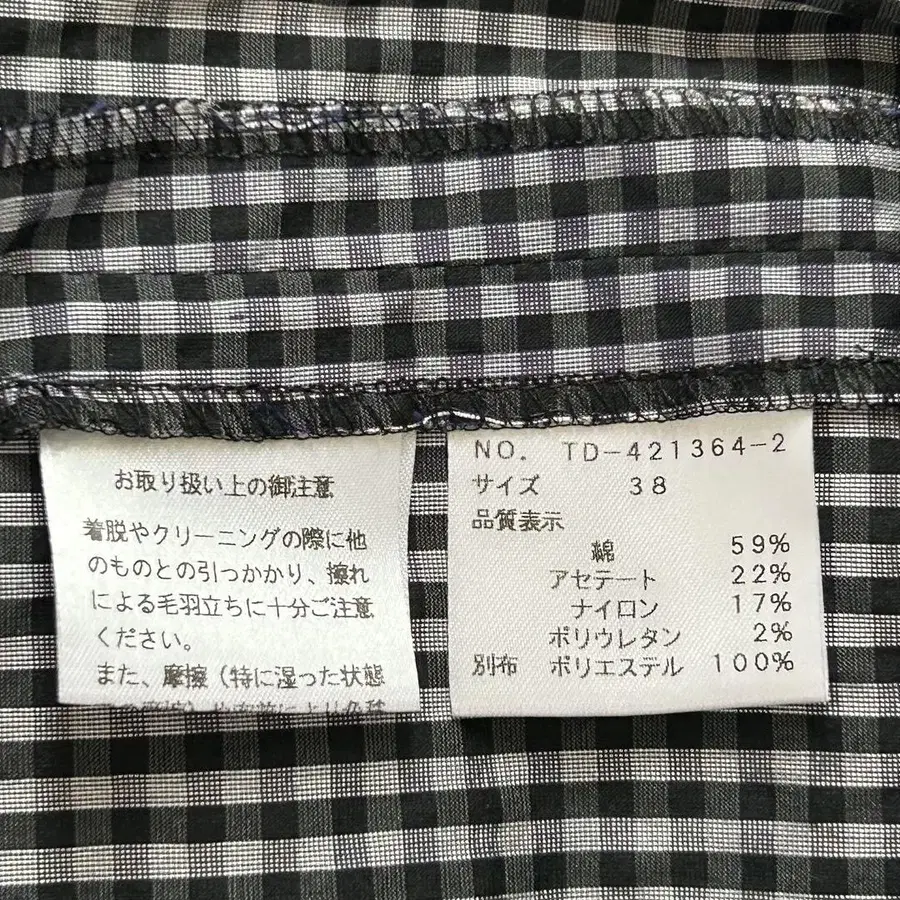 お取り扱い上の御注意
着脱やクリーニングの際に他
のものとの引っかかり、擦れ
による毛羽立ちに十分ご注意
ください。
また、摩擦（特に湿った状態
NO. TD-421364-2
サイズ 38
品質表示
綿 59%
アセテート 22%
ナイロン 17%
ポリウレタン 2%
別布 ポリエステル 100%